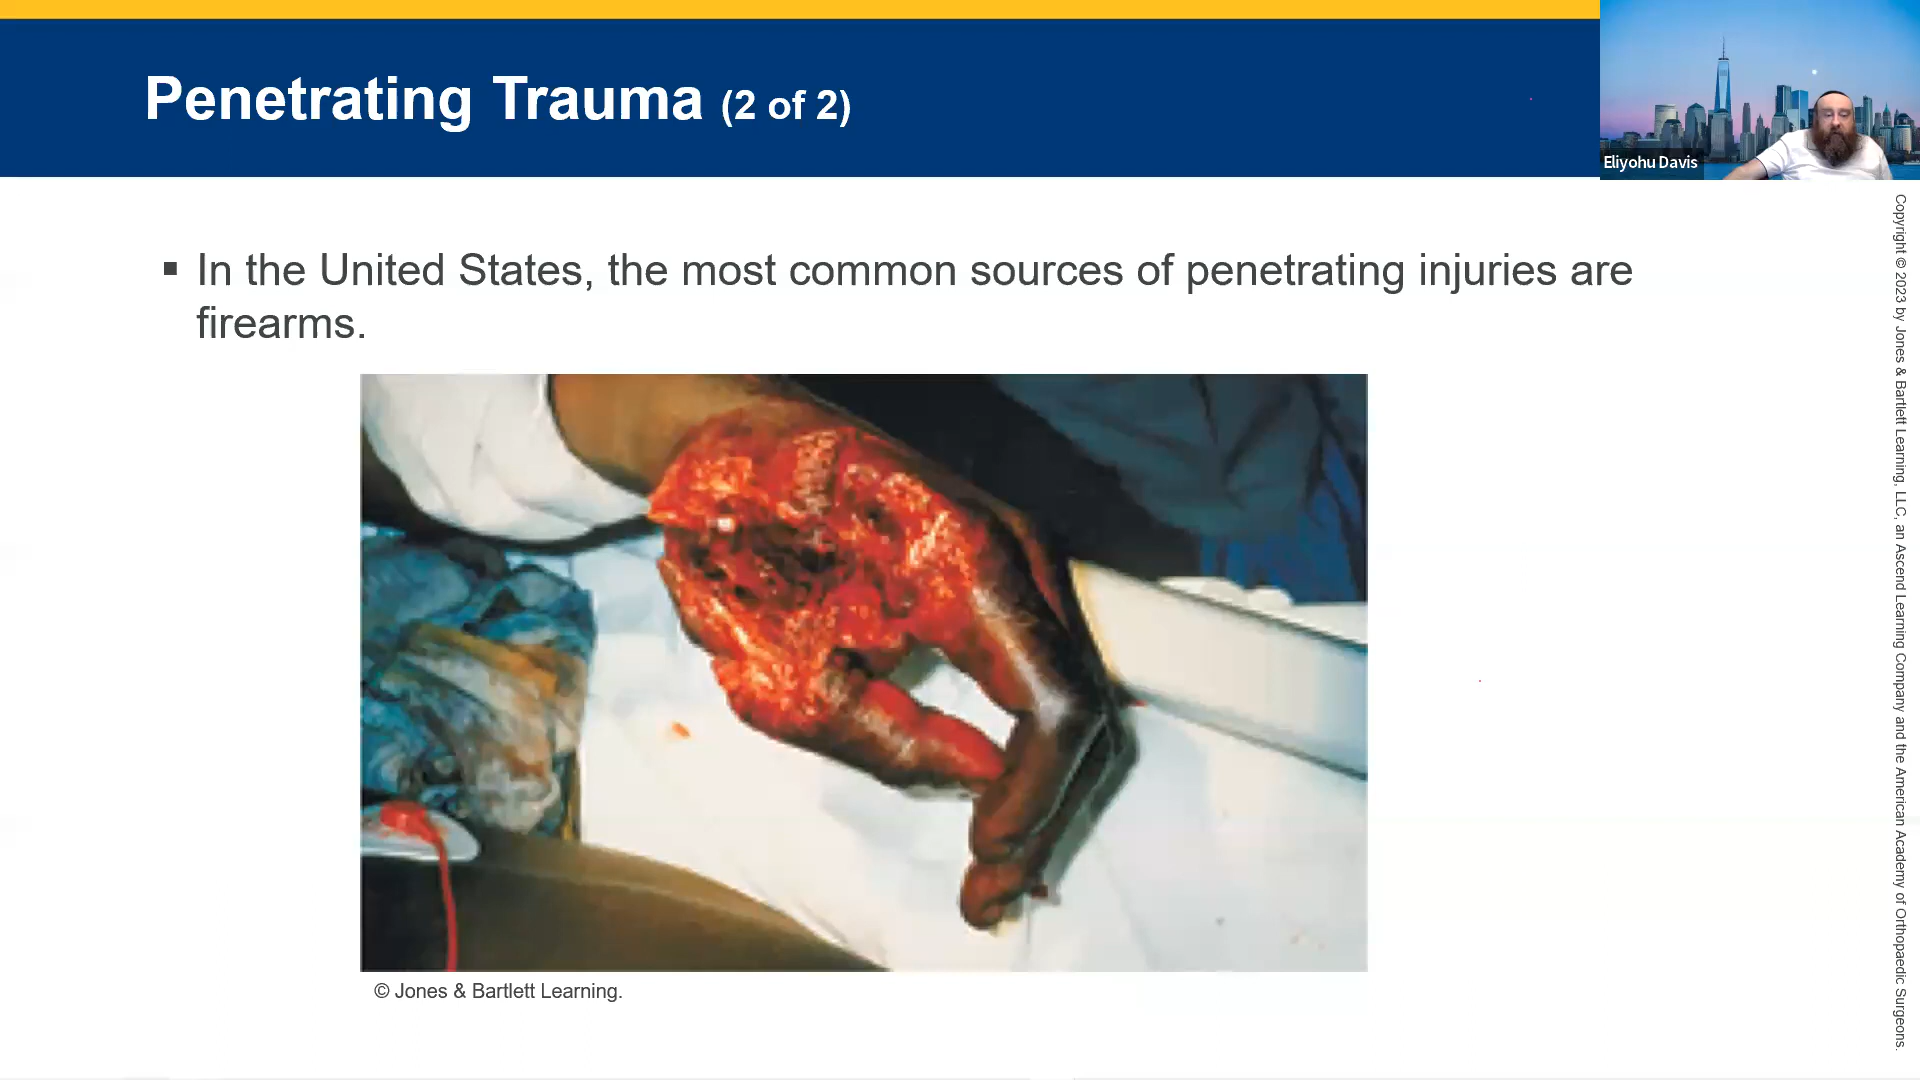 Penetrating Trauma (2 of 2)
Eliyohu Davis
▪ In the United States, the most common sources of penetrating injuries are
firearms.
© Jones & Bartlett Learning.
Copyright © 2023 by Jones & Bartlett Learning, LLC, an Ascend Learning Company and the American Academy of Orthopaedic Surgeons.